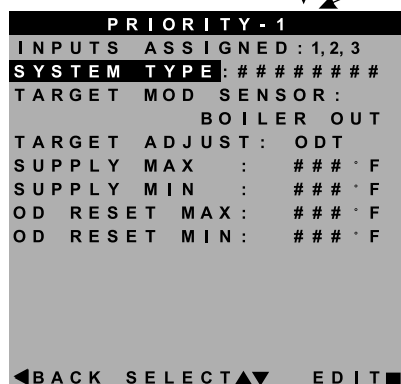 PRIORITY-1
INPUTS ASSIGNED:1,2,3
SYSTEM TYPE:########
TARGET MOD SENSOR:
BOILER OUT
TARGET ADJUST: ODT
SUPPLY MAX : ###°F
SUPPLY MIN : ###°F
OD RESET MAX: ###°F
OD RESET MIN: ###°F
◀BACK SELECT▲▼ EDIT■